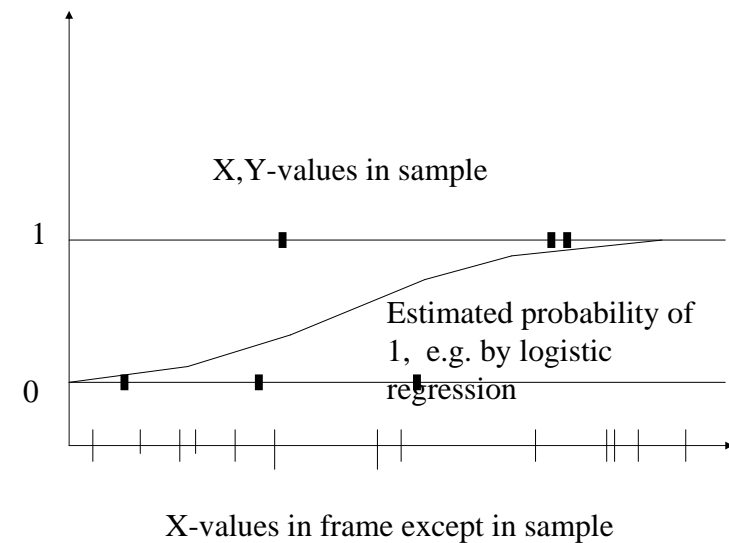 X,Y-values in sample
1
Estimated probability of
1, e.g. by logistic
regression
0
X-values in frame except in sample